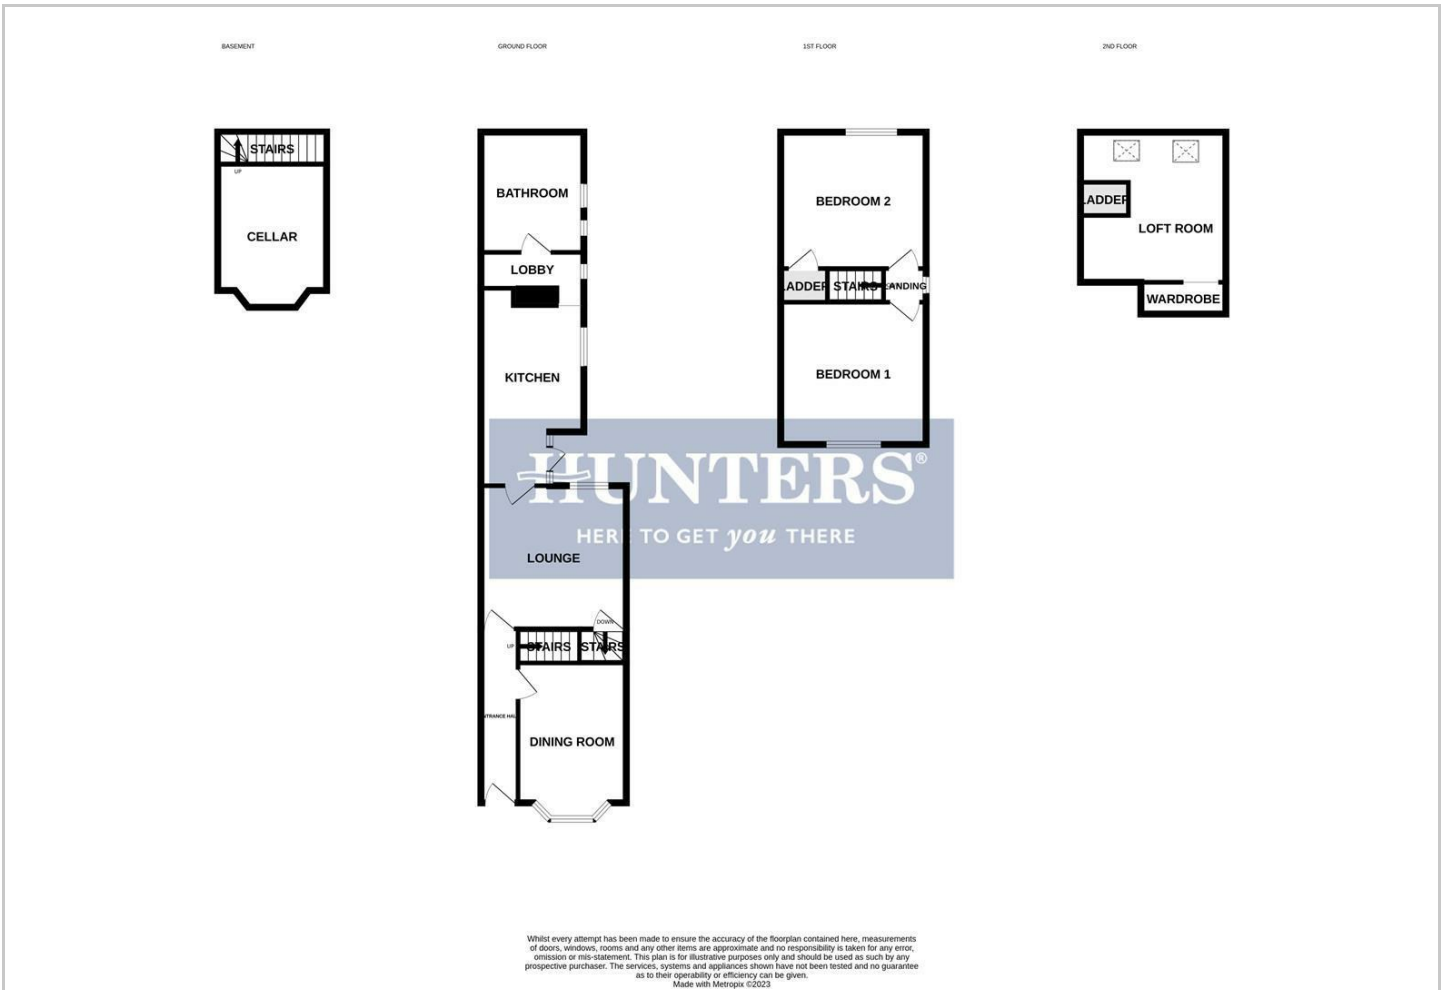 BASEMENT
GROUND FLOOR
1ST FLOOR
2ND FLOOR
STAIRS
UP
CELLAR
BATHROOM
LOBBY
KITCHEN
LOUNGE
DOWN
UP
STAIRS
STAIRS
NTRANCE HAL
DINING ROOM
BEDROOM 2
LADDER
STAIRS
LANDING
BEDROOM 1
LADDER
LOFT ROOM
WARDROBE
HUNTERS®
HERE TO GET you THERE
Whilst every attempt has been made to ensure the accuracy of the floorplan contained here, measurements
of doors, windows, rooms and any other items are approximate and no responsibility is taken for any error,
omission or mis-statement. This plan is for illustrative purposes only and should be used as such by any
prospective purchaser. The services, systems and appliances shown have not been tested and no guarantee
as to their operability or efficiency can be given.
Made with Metropix ©2023